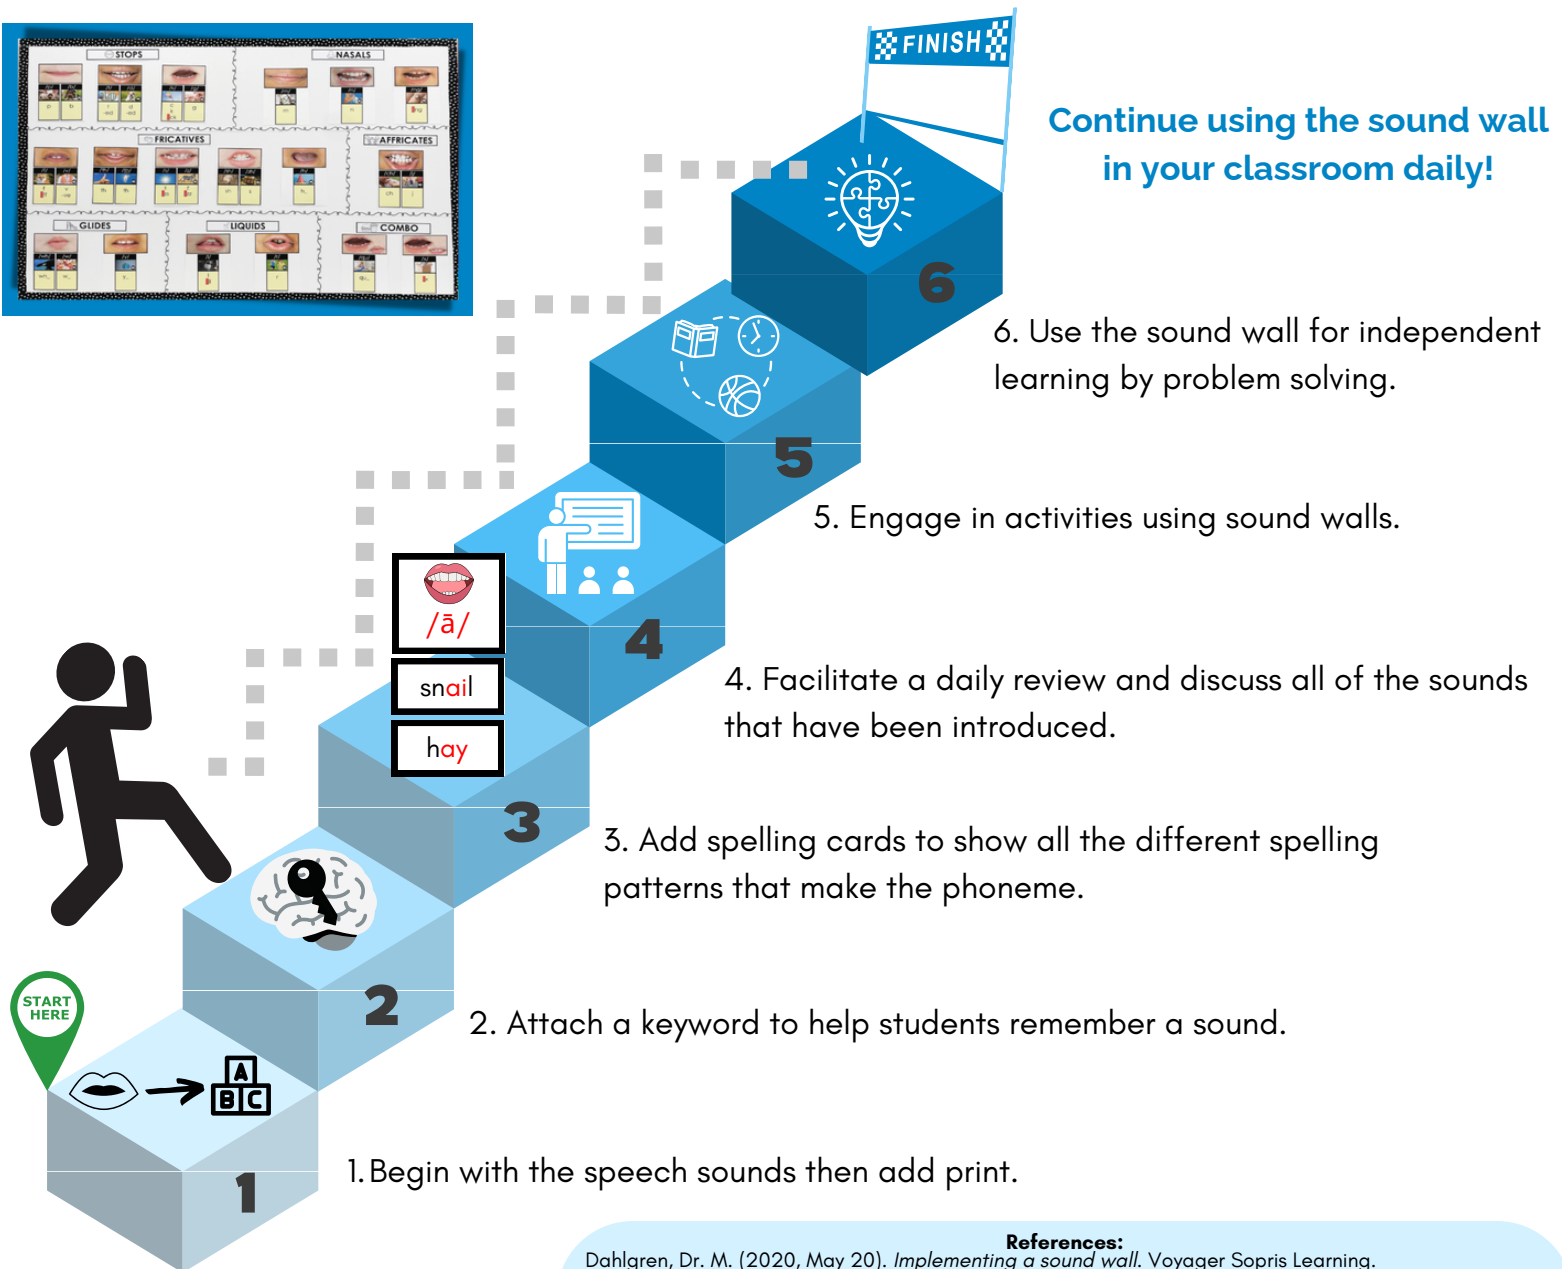 STOPS
NASALS
FRICATIVES
AFFRICATES
GLIDES
LIQUIDS
COMBO
FINISH
Continue using the sound wall
in your classroom daily!
6
6. Use the sound wall for independent
learning by problem solving.
5
5. Engage in activities using sound walls.
/ā/
snail
hay
4
4. Facilitate a daily review and discuss all of the sounds
that have been introduced.
3
3. Add spelling cards to show all the different spelling
patterns that make the phoneme.
2
2. Attach a keyword to help students remember a sound.
START
HERE
A
B C
1
1. Begin with the speech sounds then add print.
References:
Dahlgren, Dr. M. (2020, May 20). Implementing a sound wall. Voyager Sopris Learning.